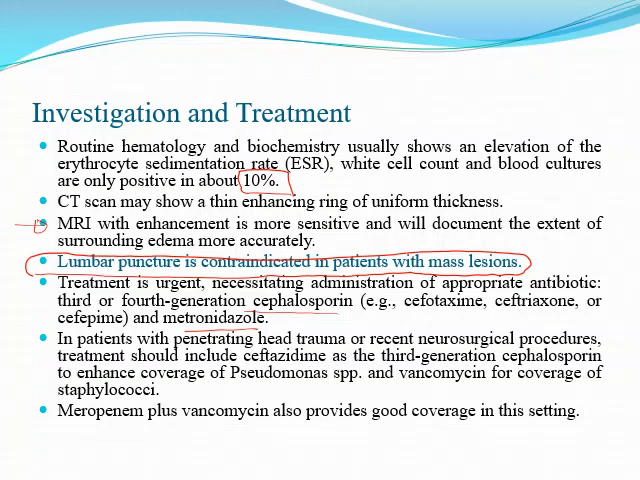 Investigation and Treatment
• Routine hematology and biochemistry usually shows an elevation of the
erythrocyte sedimentation rate (ESR), white cell count and blood cultures
are only positive in about 10%.
• CT scan may show a thin enhancing ring of uniform thickness.
• MRI with enhancement is more sensitive and will document the extent of
surrounding edema more accurately.
• Lumbar puncture is contraindicated in patients with mass lesions.
• Treatment is urgent, necessitating administration of appropriate antibiotic:
third or fourth-generation cephalosporin (e.g., cefotaxime, ceftriaxone, or
cefepime) and metronidazole.
• In patients with penetrating head trauma or recent neurosurgical procedures,
treatment should include ceftazidime as the third-generation cephalosporin
to enhance coverage of Pseudomonas spp. and vancomycin for coverage of
staphylococci.
• Meropenem plus vancomycin also provides good coverage in this setting.